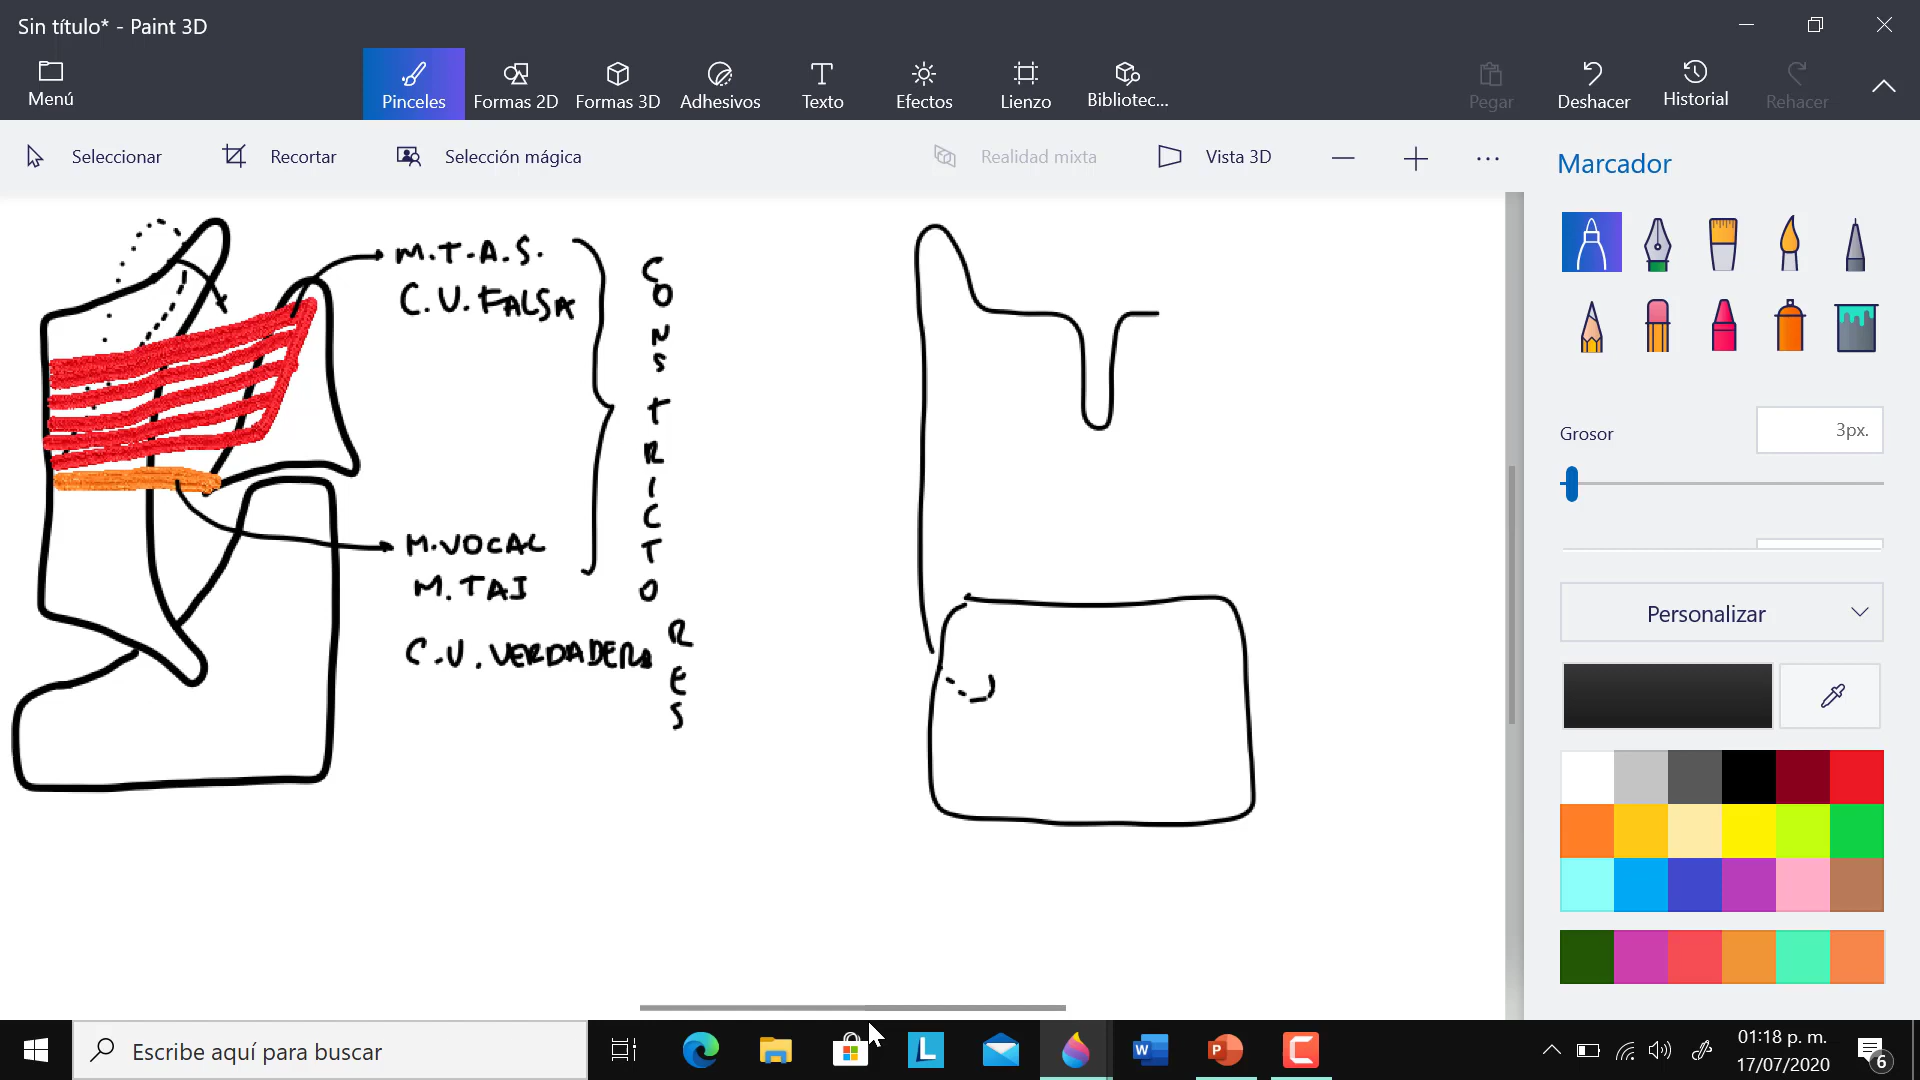 Sin título* - Paint 3D
Menú
Pinceles
Formas 2D
Formas 3D
Adhesivos
Texto
Efectos
Lienzo
Bibliotec...
Pegar
Deshacer
Historial
Rehacer
Seleccionar
Recortar
Selección mágica
Realidad mixta
Vista 3D
Marcador
M.T.A.S.
C.V.FALSA
M.VOCAL
M.TAI
C.V.VERDADERA
CONSTRICTORES
Grosor
3px.
Personalizar
Escribe aquí para buscar
01:18 p. m.
17/07/2020
6